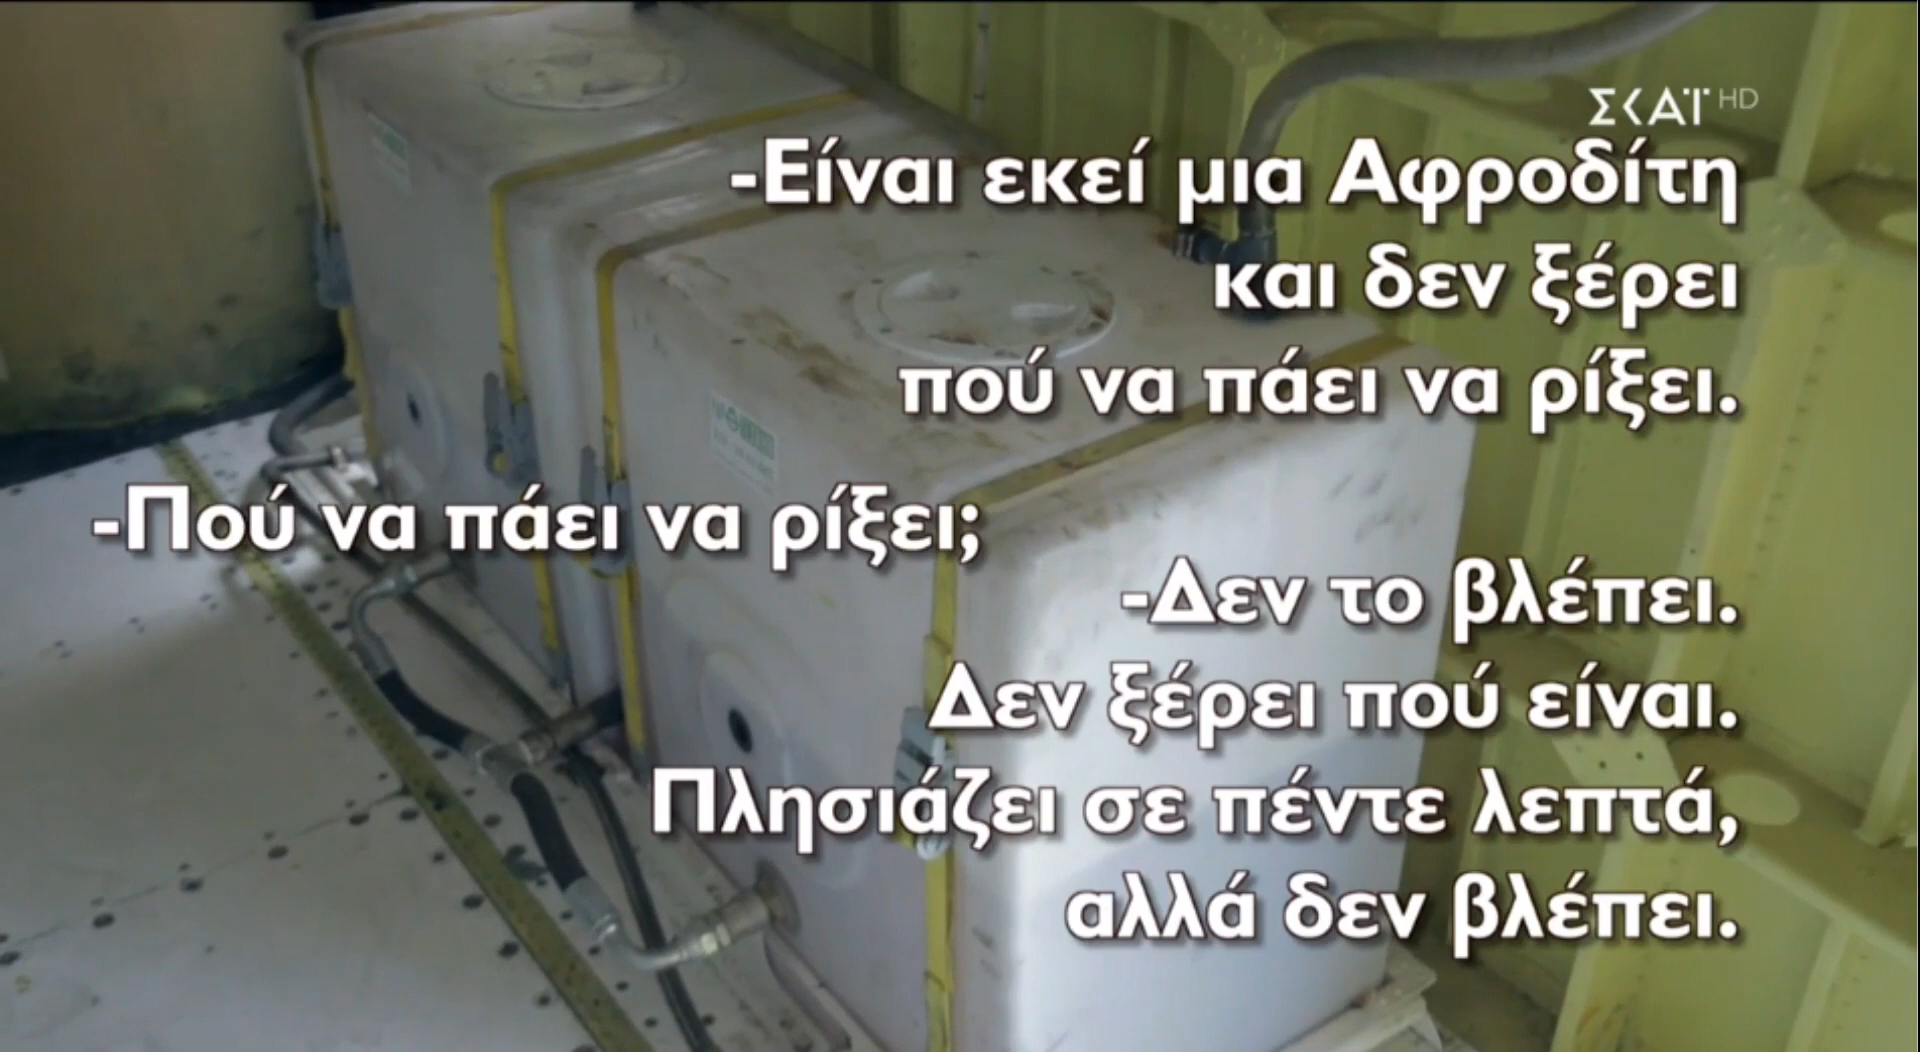 ΣΚΑΪ HD
-Είναι εκεί μια Αφροδίτη
και δεν ξέρει
πού να πάει να ρίξει.
-Πού να πάει να ρίξει;
-Δεν το βλέπει.
Δεν ξέρει πού είναι.
Πλησιάζει σε πέντε λεπτά,
αλλά δεν βλέπει.